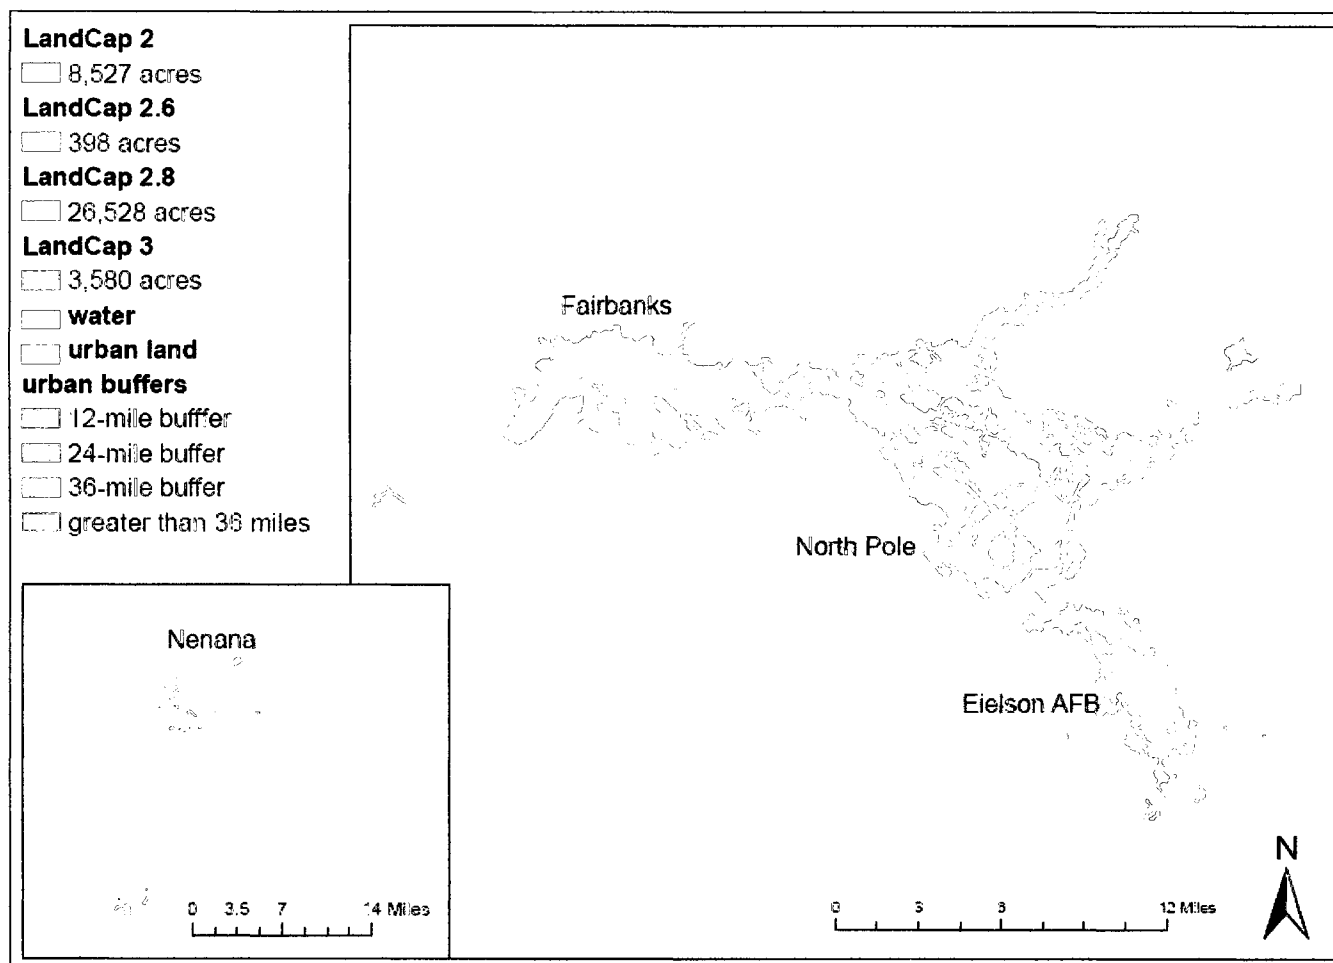 LandCap 2
8,527 acres
LandCap 2.6
398 acres
LandCap 2.8
26,528 acres
LandCap 3
3,580 acres
water
urban land
urban buffers
12-mile buffer
24-mile buffer
36-mile buffer
greater than 36 miles
Fairbanks
North Pole
Eielson AFB
Nenana
0 3.5 7 14 Miles
0 3 6 12 Miles
N